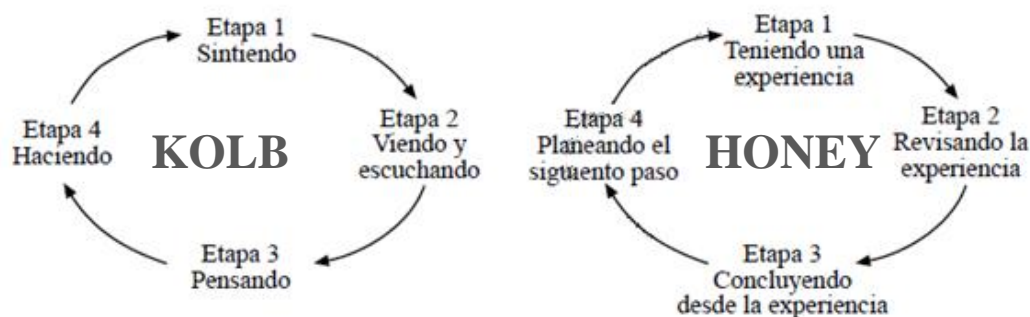 Etapa 1
Sintiendo
Etapa 2
Viendo y
escuchando
Etapa 3
Pensando
Etapa 4
Haciendo
KOLB
Etapa 1
Teniendo una
experiencia
Etapa 2
Revisando la
experiencia
Etapa 3
Concluyendo
desde la experiencia
Etapa 4
Planeando el
siguiento paso
HONEY